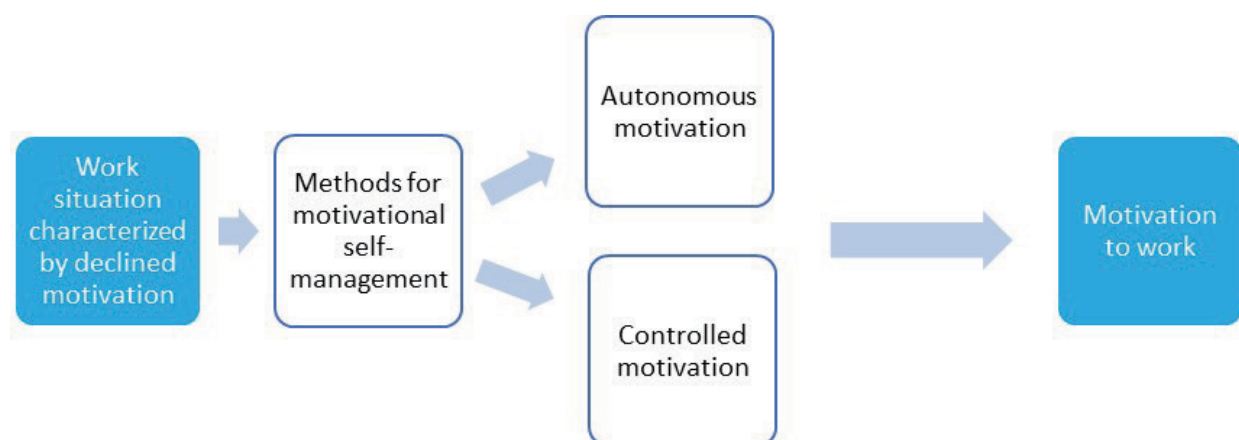 Work
situation
characterized
by declined
motivation
Methods for
motivational
self-
management
Autonomous
motivation
Controlled
motivation
Motivation
to work